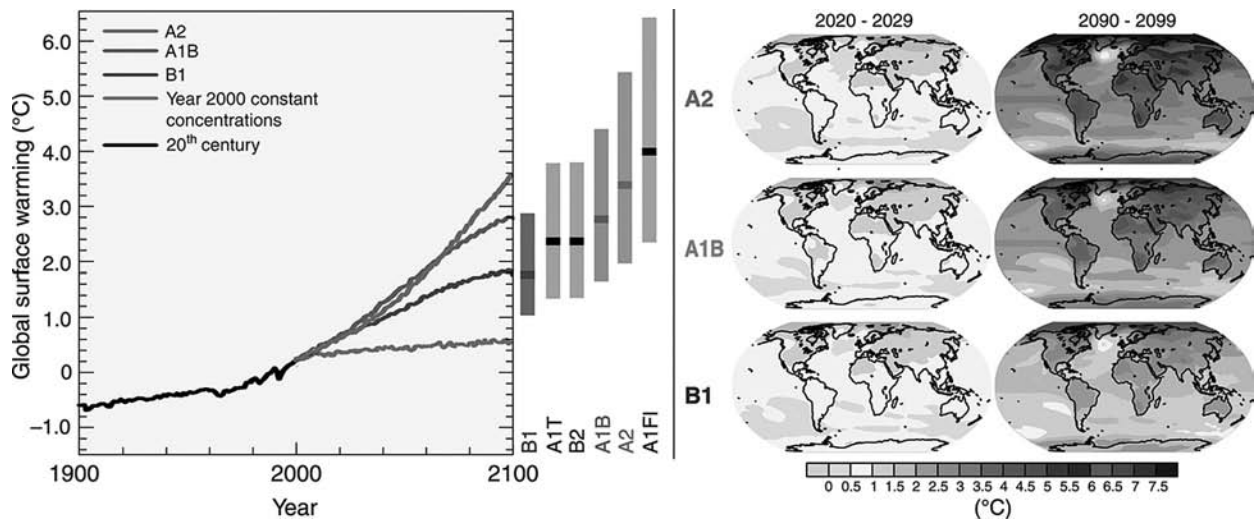 Global surface warming (°C)
6.0
5.0
4.0
3.0
2.0
1.0
0
–1.0
A2
A1B
B1
Year 2000 constant
concentrations
20th century
1900
2000
2100
Year
B1
A1T
B2
A1B
A2
A1FI
2020 - 2029
2090 - 2099
A2
A1B
B1
0 0.5 1 1.5 2 2.5 3 3.5 4 4.5 5 5.5 6 6.5 7 7.5
(°C)